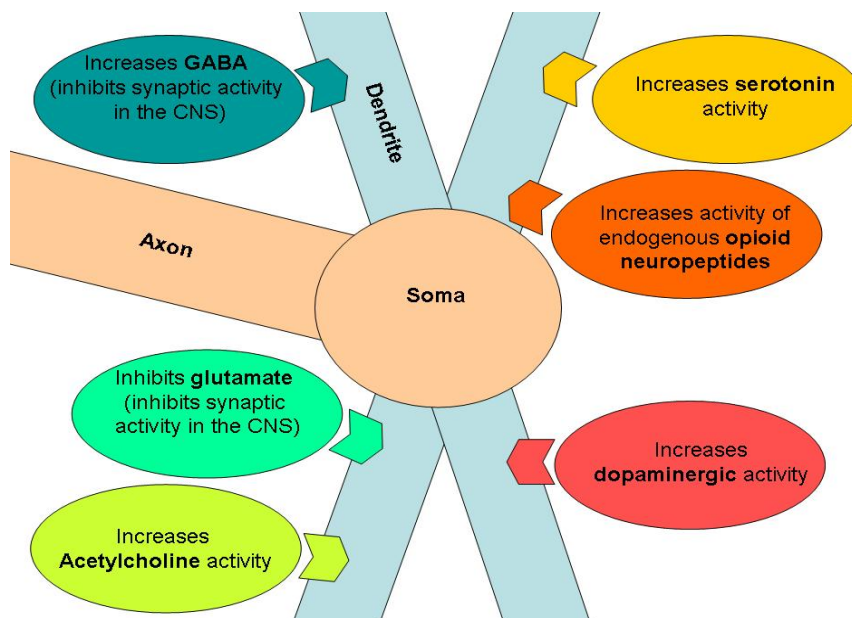 Increases GABA
(inhibits synaptic activity
in the CNS)
Dendrite
Increases serotonin
activity
Increases activity of
endogenous opioid
neuropeptides
Axon
Soma
Inhibits glutamate
(inhibits synaptic
activity in the CNS)
Increases
dopaminergic activity
Increases
Acetylcholine activity